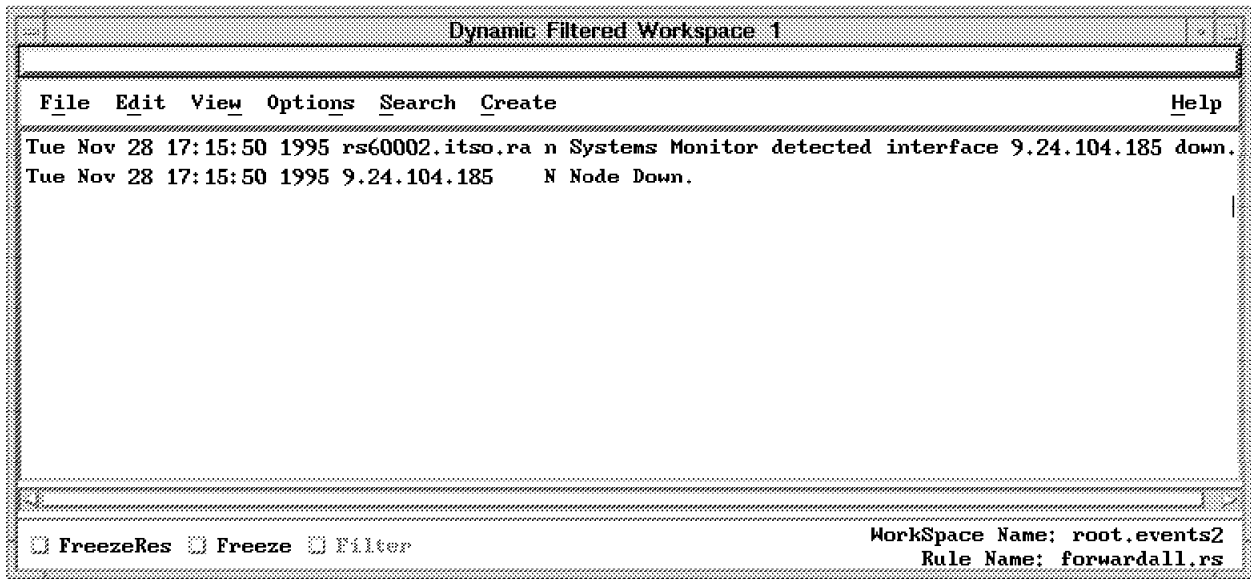 Dynamic Filtered Workspace 1
File Edit View Options Search Create Help
Tue Nov 28 17:15:50 1995 rs60002.itso.ra n Systems Monitor detected interface 9.24.104.185 down.
Tue Nov 28 17:15:50 1995 9.24.104.185 N Node Down.
FreezeRes Freeze Filter
WorkSpace Name: root.events2
Rule Name: forwardall.rs